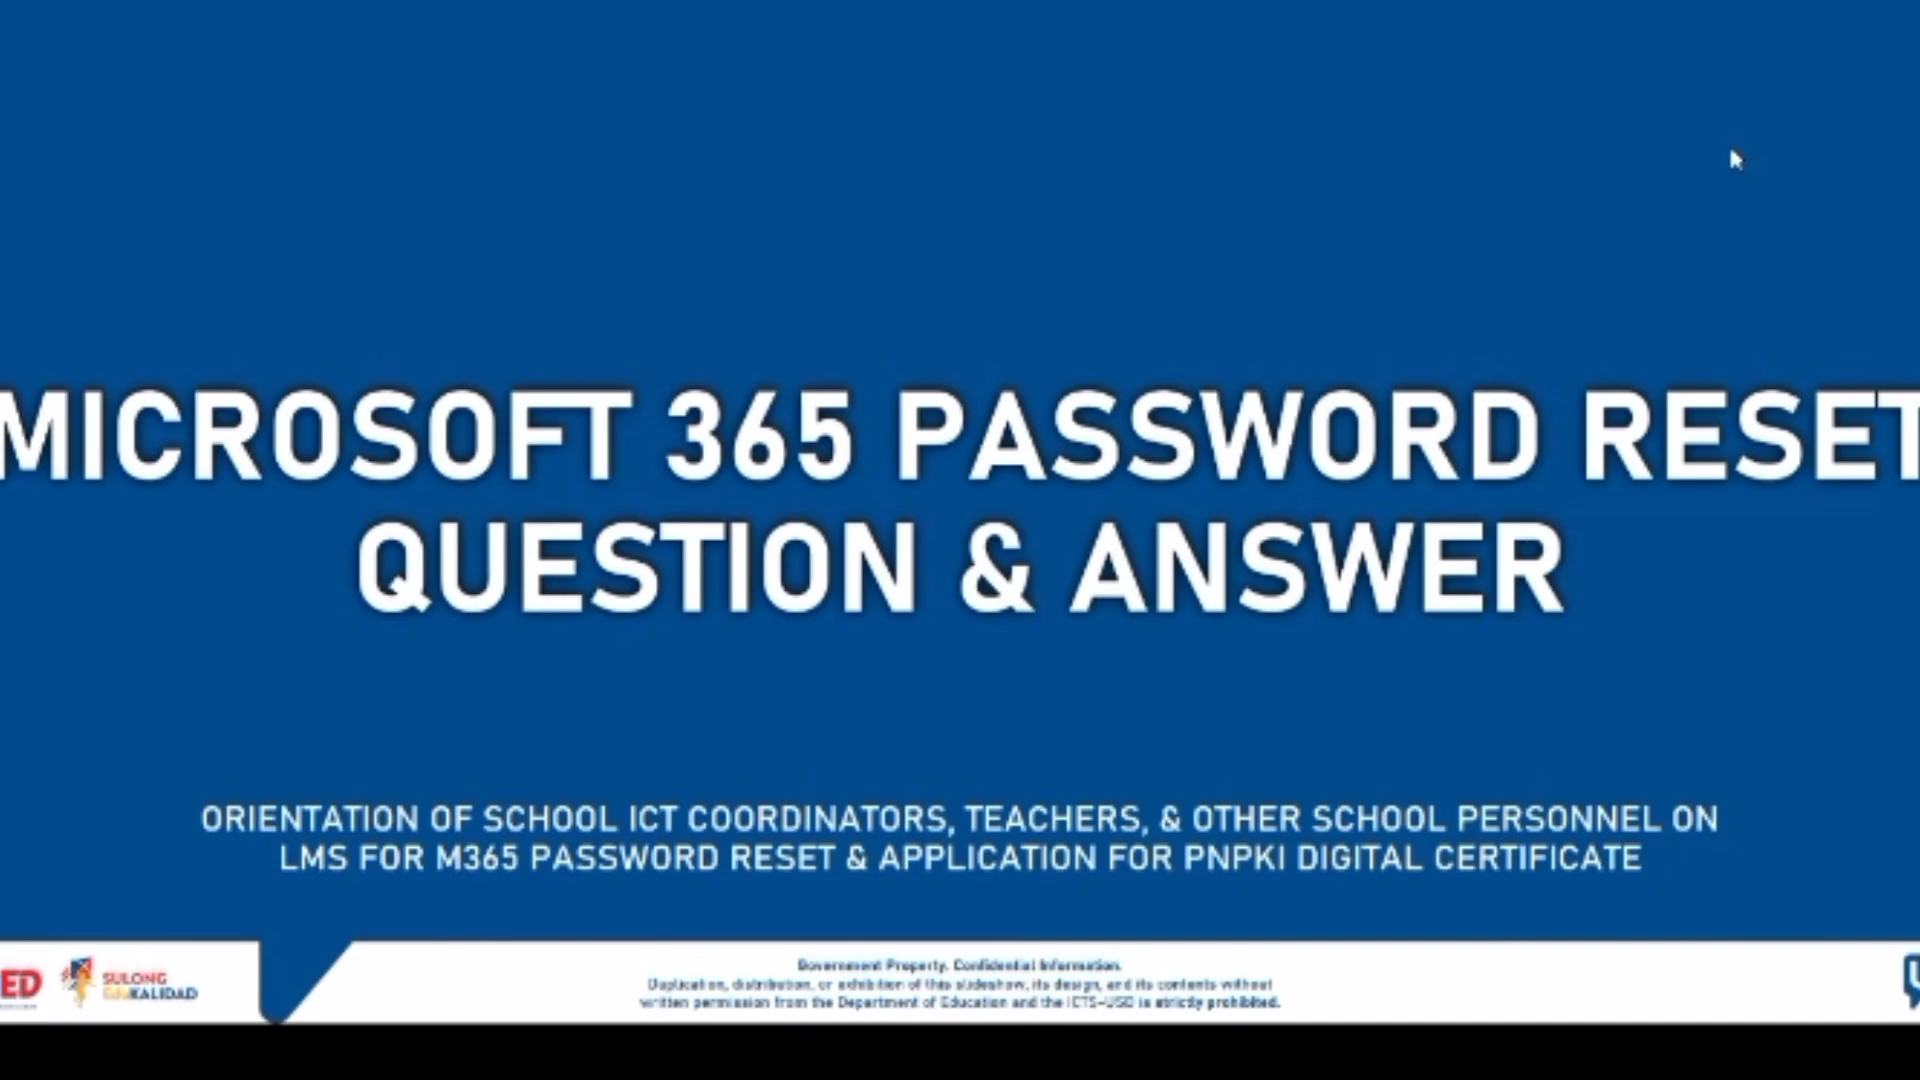 MICROSOFT 365 PASSWORD RESET
QUESTION & ANSWER
ORIENTATION OF SCHOOL ICT COORDINATORS, TEACHERS, & OTHER SCHOOL PERSONNEL ON
LMS FOR M365 PASSWORD RESET & APPLICATION FOR PNPKI DIGITAL CERTIFICATE
ED
SULONG
EDUKALIDAD
Government Property. Confidential Information.
Duplication, distribution, or exhibition of this slideshow, its design, and its contents without
written permission from the Department of Education and the ICTS-USD is strictly prohibited.